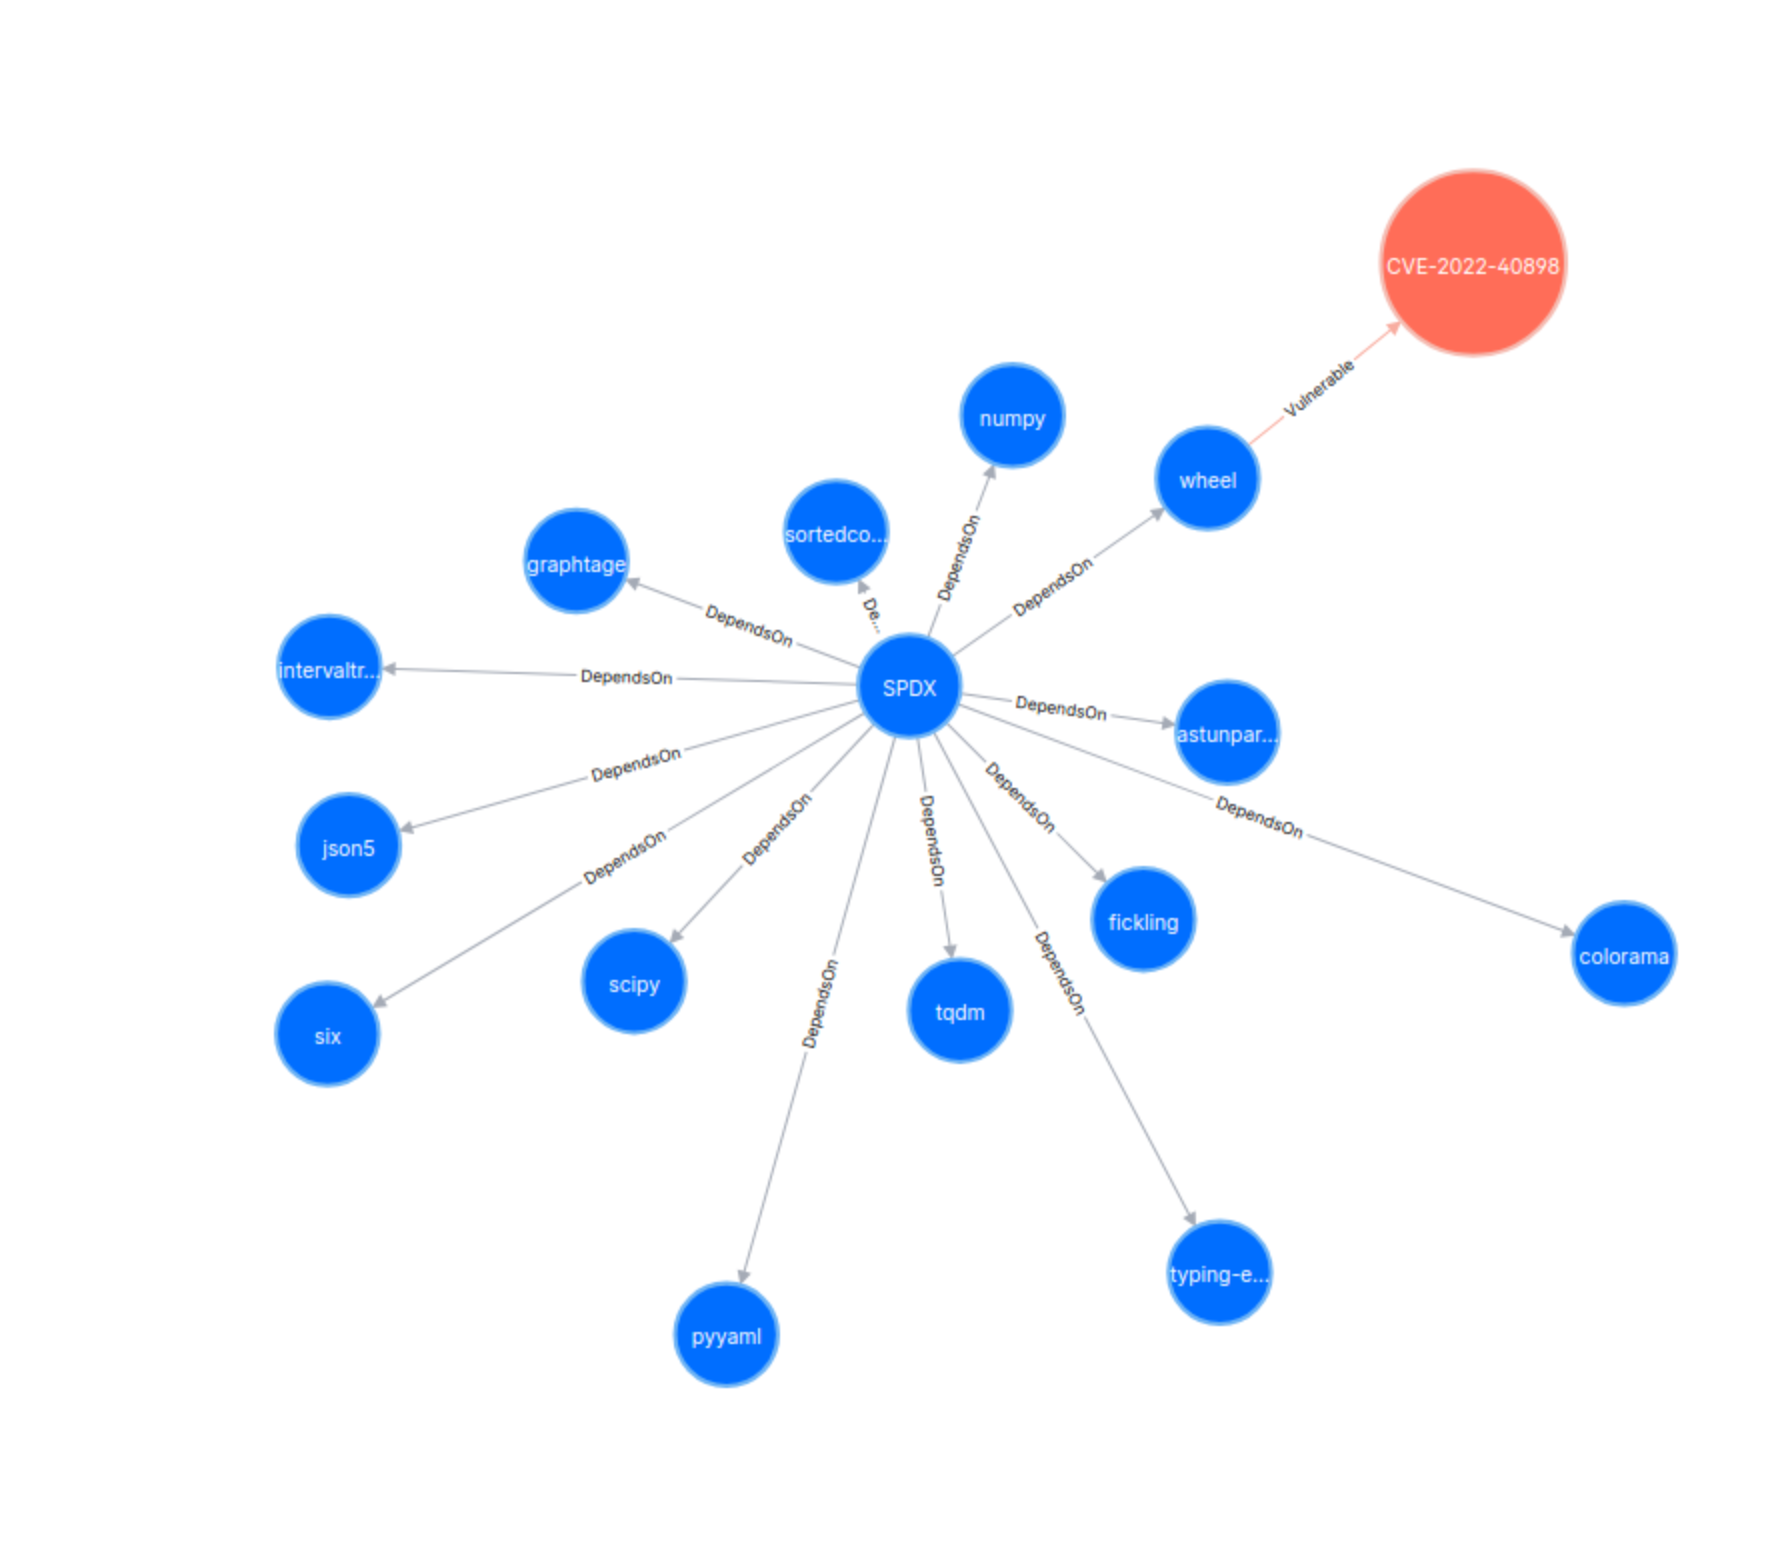 CVE-2022-40898
Vulnerable
numpy
wheel
sortedco...
graphtage
DependsOn
DependsOn
De...
DependsOn
intervaltr...
DependsOn
SPDX
DependsOn
astunpar...
DependsOn
DependsOn
DependsOn
json5
DependsOn
DependsOn
DependsOn
fickling
colorama
scipy
DependsOn
DependsOn
tqdm
six
typing-e...
pyyaml